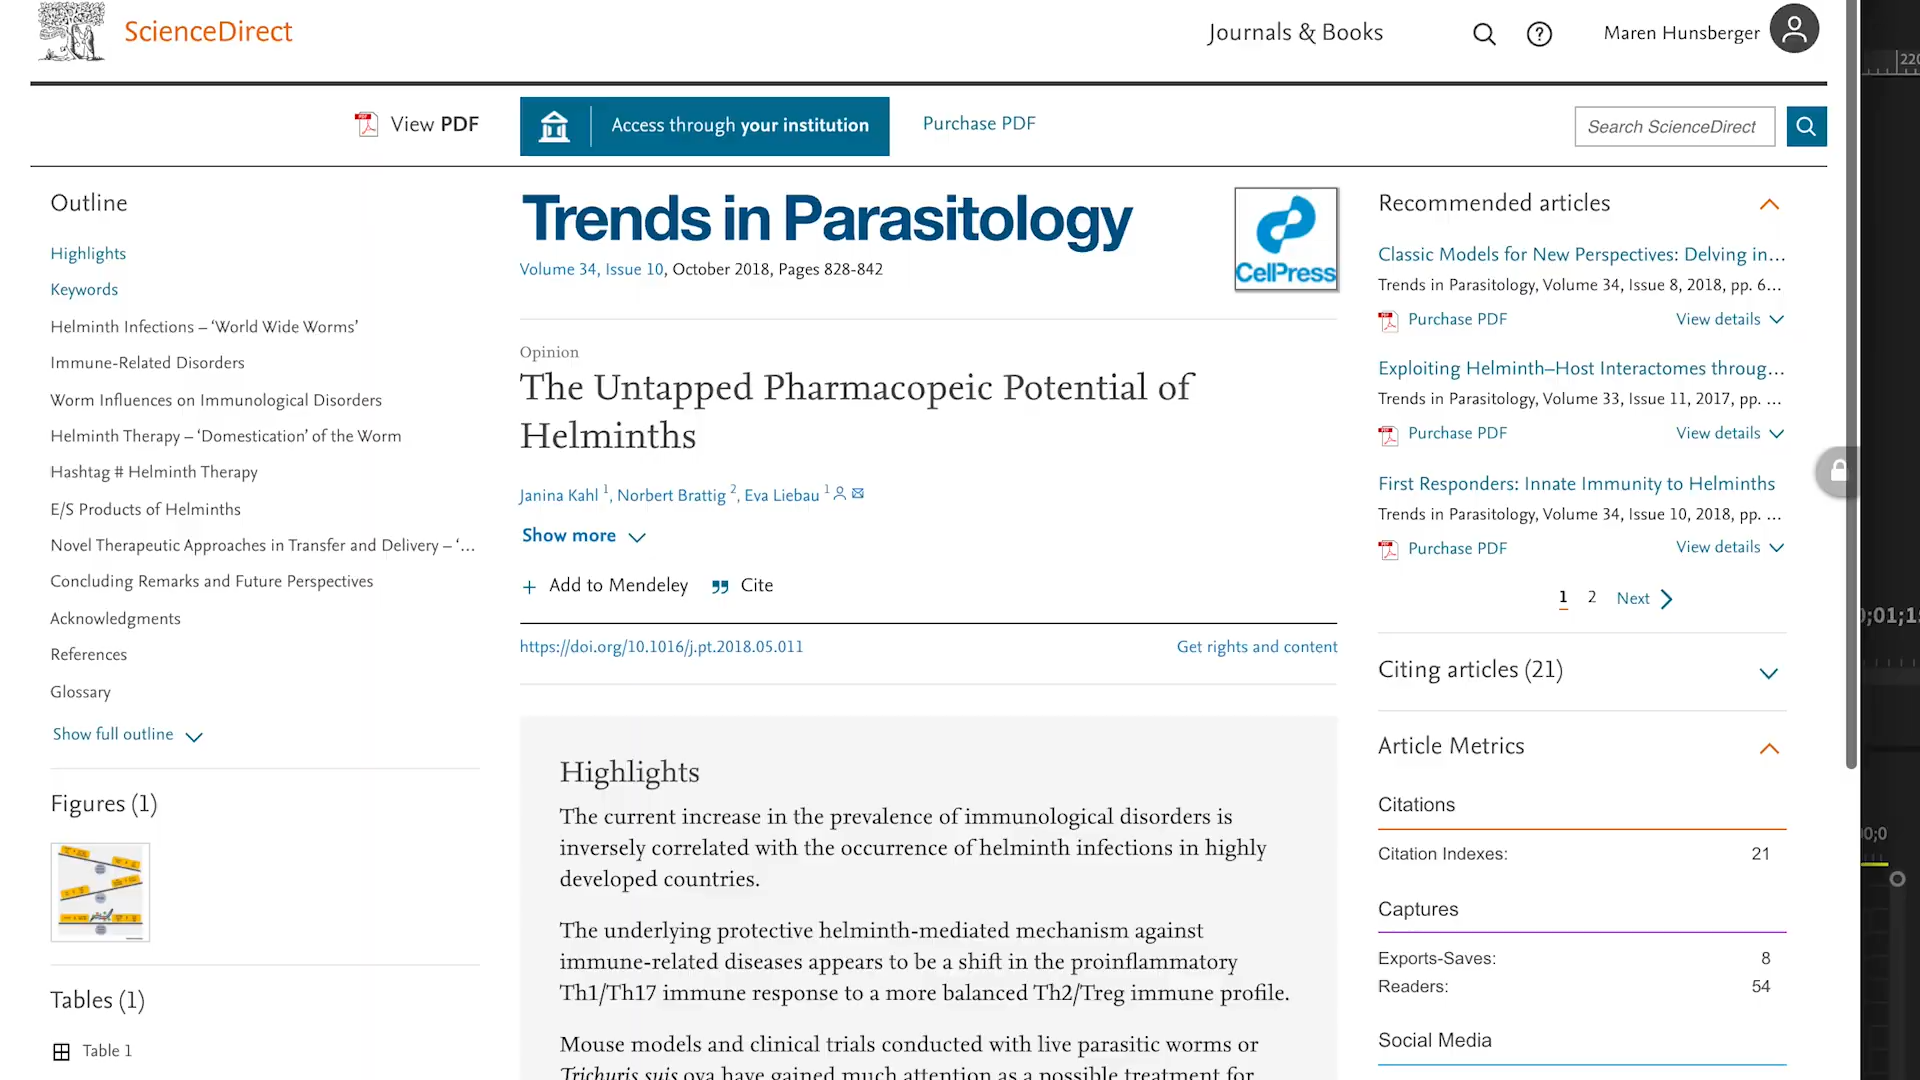 ScienceDirect
Journals & Books
Maren Hunsberger
View PDF
Access through your institution
Purchase PDF
Search ScienceDirect
Outline
Highlights
Keywords
Helminth Infections – ‘World Wide Worms’
Immune-Related Disorders
Worm Influences on Immunological Disorders
Helminth Therapy – ‘Domestication’ of the Worm
Hashtag # Helminth Therapy
E/S Products of Helminths
Novel Therapeutic Approaches in Transfer and Delivery – ‘...
Concluding Remarks and Future Perspectives
Acknowledgments
References
Glossary
Show full outline
Figures (1)
Tables (1)
Table 1
Trends in Parasitology
CellPress
Volume 34, Issue 10, October 2018, Pages 828-842
Opinion
The Untapped Pharmacopeic Potential of
Helminths
Janina Kahl 1, Norbert Brattig 2, Eva Liebau 1
Show more
+ Add to Mendeley
Cite
https://doi.org/10.1016/j.pt.2018.05.011
Get rights and content
Highlights
The current increase in the prevalence of immunological disorders is
inversely correlated with the occurrence of helminth infections in highly
developed countries.
The underlying protective helminth-mediated mechanism against
immune-related diseases appears to be a shift in the proinflammatory
Th1/Th17 immune response to a more balanced Th2/Treg immune profile.
Mouse models and clinical trials conducted with live parasitic worms or
Trichuris suis ova have gained much attention as a possible treatment for
Recommended articles
Classic Models for New Perspectives: Delving in...
Trends in Parasitology, Volume 34, Issue 8, 2018, pp. 6...
Purchase PDF
View details
Exploiting Helminth–Host Interactomes throug...
Trends in Parasitology, Volume 33, Issue 11, 2017, pp. ...
Purchase PDF
View details
First Responders: Innate Immunity to Helminths
Trends in Parasitology, Volume 34, Issue 10, 2018, pp. ...
Purchase PDF
View details
1 2 Next
Citing articles (21)
Article Metrics
Citations
Citation Indexes: 21
Captures
Exports-Saves: 8
Readers: 54
Social Media